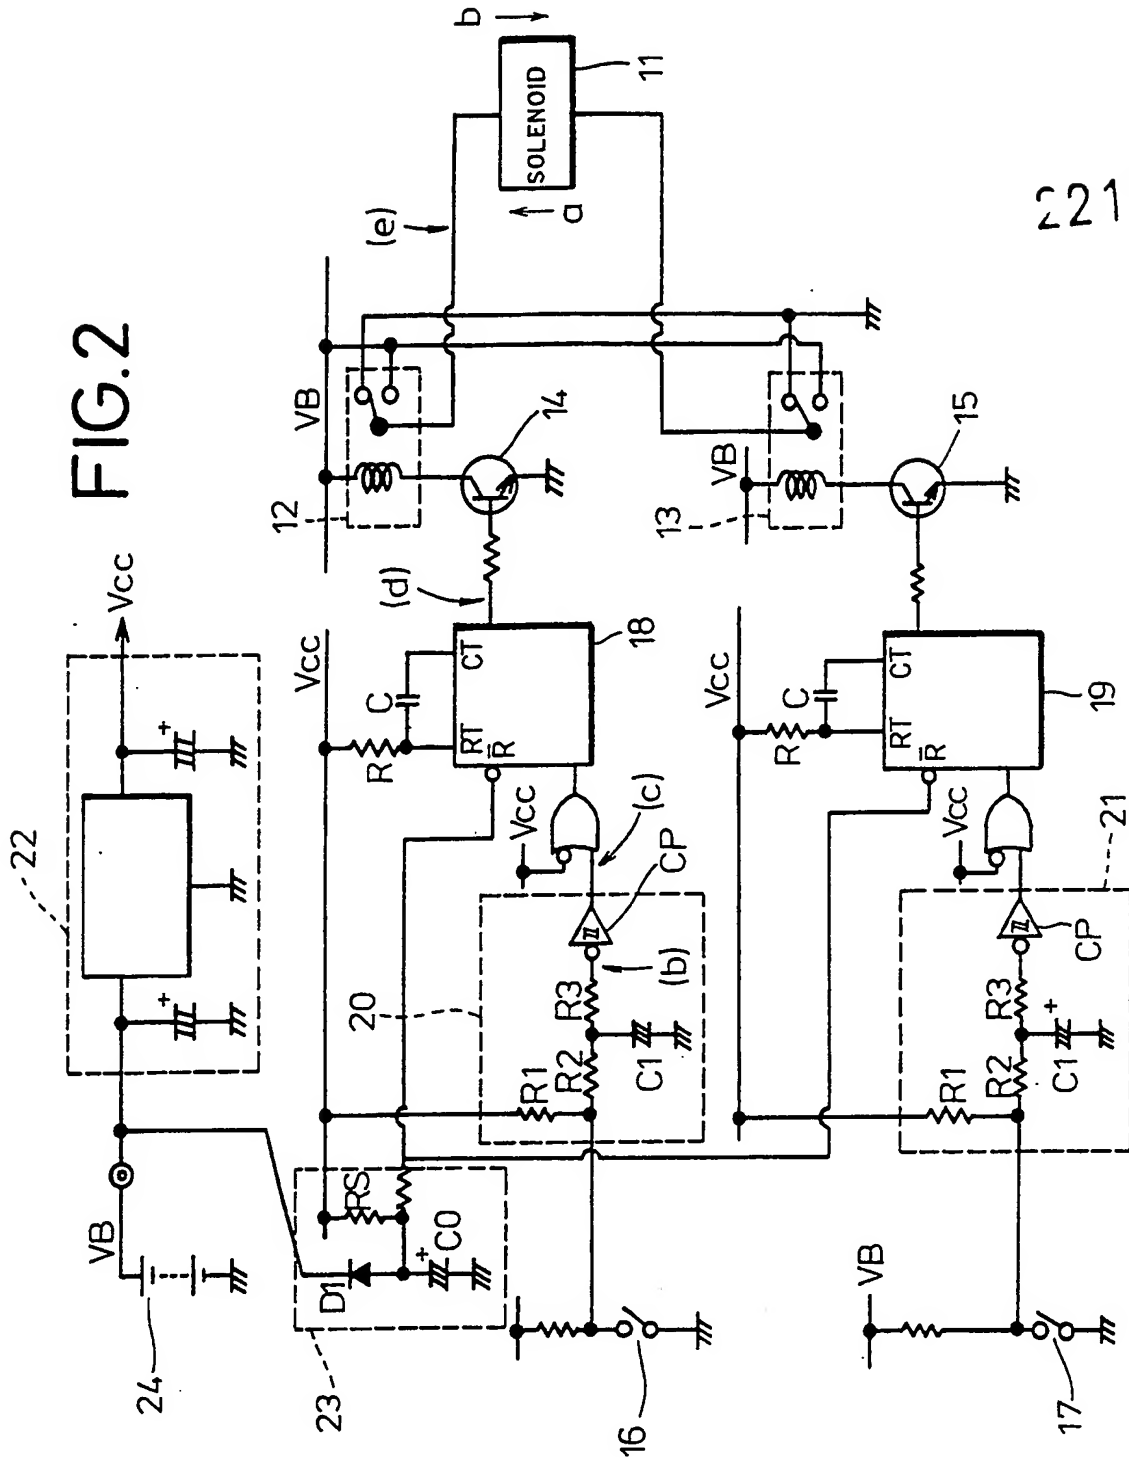 FIG.2
22
Vcc
VB
24
+
+
23
D1
RS
+
C0
Vcc
R
C
RT
CT
R̅
18
(d)
12
VB
14
(e)
b
SOLENOID
11
a
20
R1
R2
R3
C1
(b)
CP
(c)
Vcc
16
13
VB
15
Vcc
R
C
RT
CT
R̅
19
Vcc
21
R1
R2
R3
C1
+
CP
VB
17
221